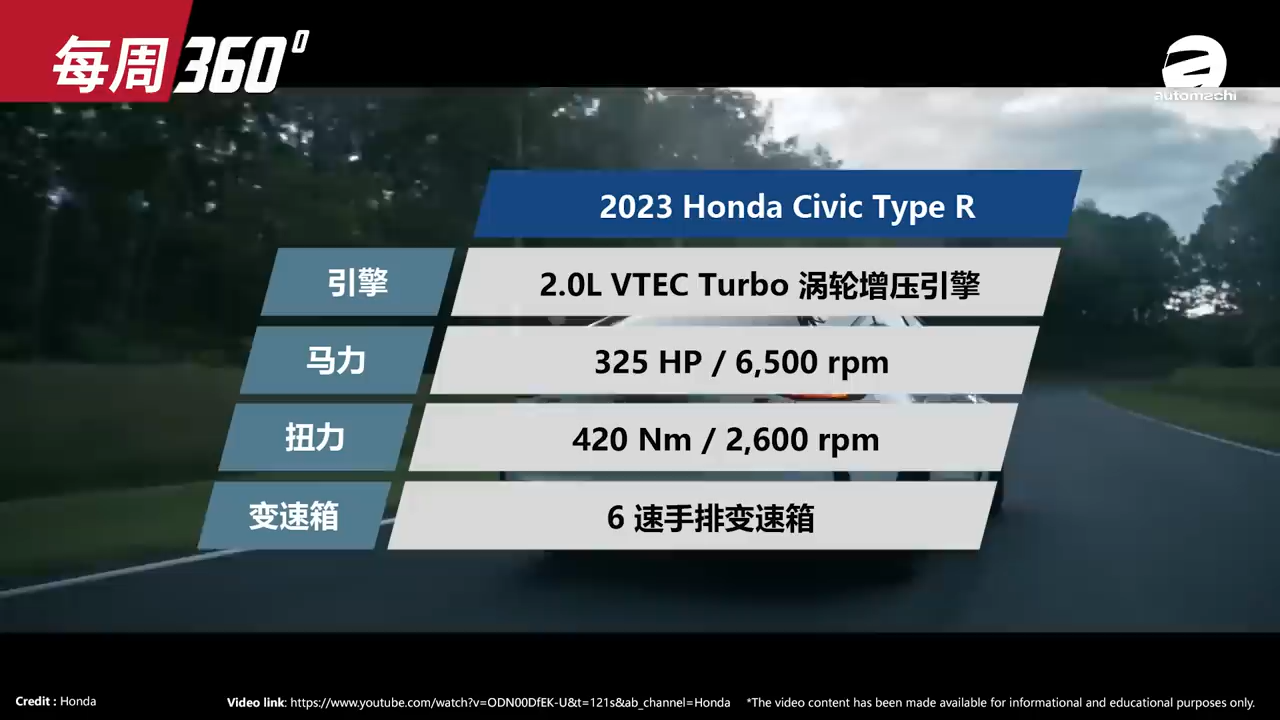 每周360°
automachi
2023 Honda Civic Type R
引擎 2.0L VTEC Turbo 涡轮增压引擎
马力 325 HP / 6,500 rpm
扭力 420 Nm / 2,600 rpm
变速箱 6 速手排变速箱
Credit : Honda Video link: https://www.youtube.com/watch?v=ODN00DfEK-U&t=121s&ab_channel=Honda *The video content has been made available for informational and educational purposes only.